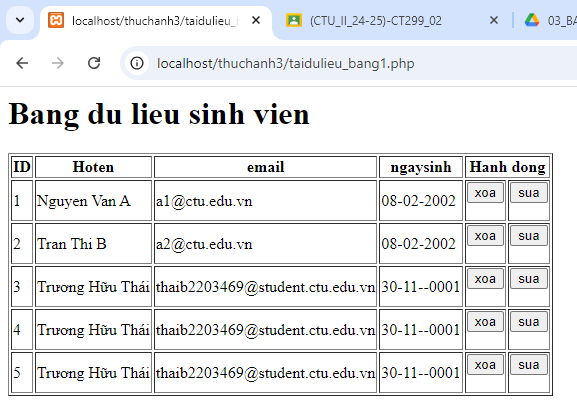 localhost/thuchanh3/taidulieu_
(CTU_II_24-25)-CT299_02
03_BA
localhost/thuchanh3/taidulieu_bang1.php
Bang du lieu sinh vien
ID Hoten email ngaysinh Hanh dong
1 Nguyen Van A a1@ctu.edu.vn 08-02-2002 xoa sua
2 Tran Thi B a2@ctu.edu.vn 08-02-2002 xoa sua
3 Trương Hữu Thái thaib2203469@student.ctu.edu.vn 30-11--0001 xoa sua
4 Trương Hữu Thái thaib2203469@student.ctu.edu.vn 30-11--0001 xoa sua
5 Trương Hữu Thái thaib2203469@student.ctu.edu.vn 30-11--0001 xoa sua